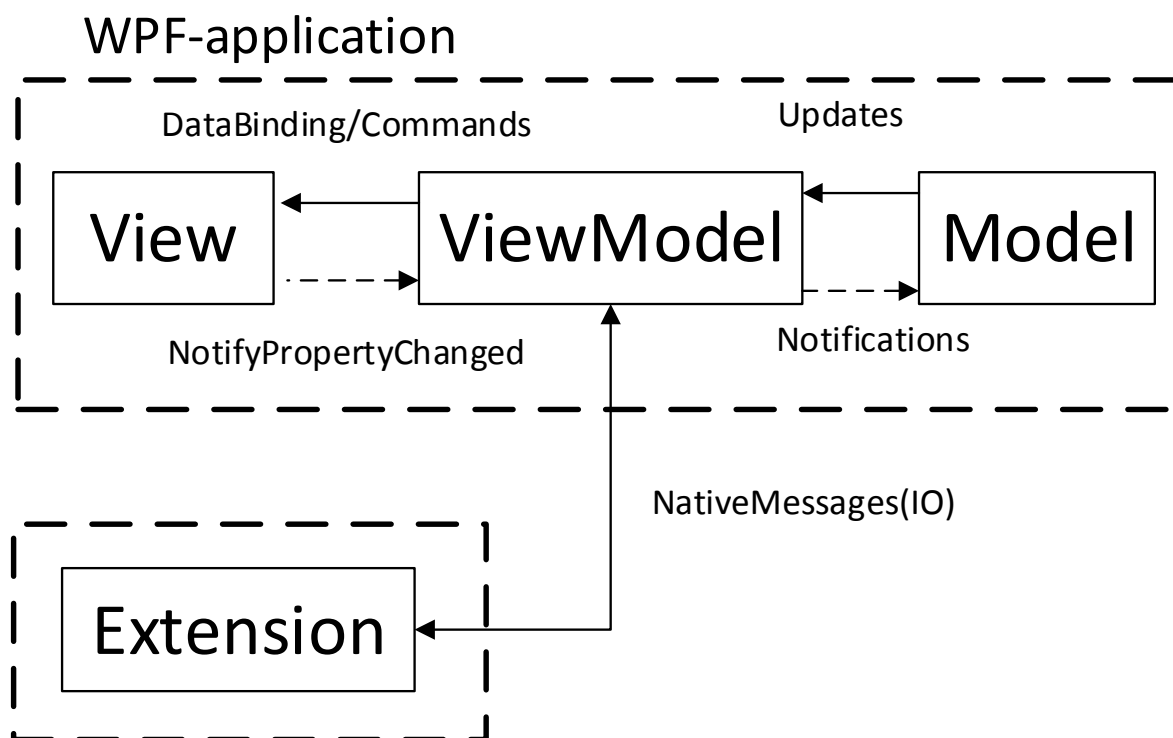 WPF-application
DataBinding/Commands
Updates
View
ViewModel
Model
NotifyPropertyChanged
Notifications
NativeMessages(IO)
Extension